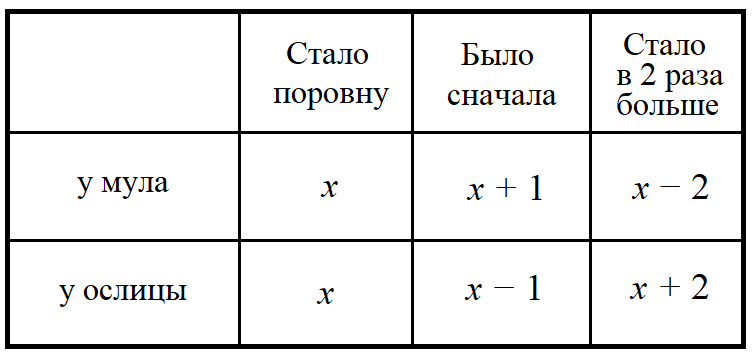 Стало поровну
Было сначала
Стало в 2 раза больше
у мула
x
x + 1
x − 2
у ослицы
x
x − 1
x + 2